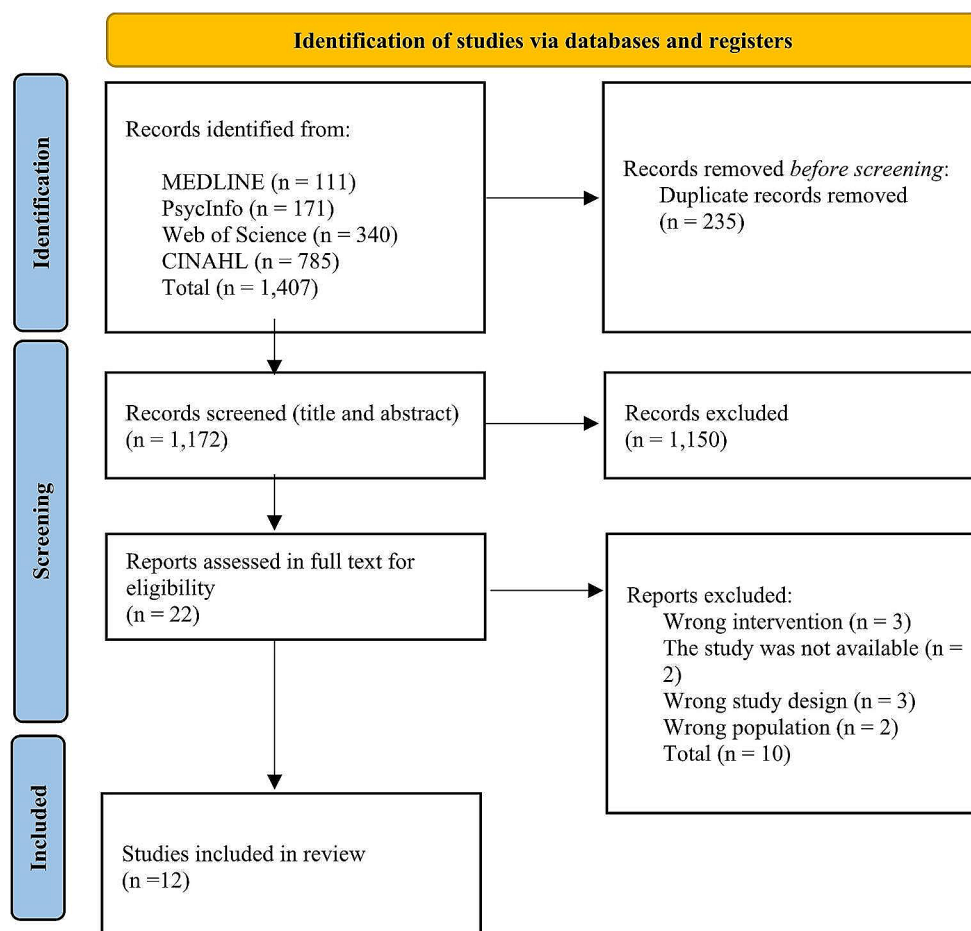 Identification of studies via databases and registers
Identification
Records identified from:
MEDLINE (n = 111)
PsycInfo (n = 171)
Web of Science (n = 340)
CINAHL (n = 785)
Total (n = 1,407)
Records removed before screening:
Duplicate records removed
(n = 235)
Screening
Records screened (title and abstract)
(n = 1,172)
Records excluded
(n = 1,150)
Reports assessed in full text for
eligibility
(n = 22)
Reports excluded:
Wrong intervention (n = 3)
The study was not available (n =
2)
Wrong study design (n = 3)
Wrong population (n = 2)
Total (n = 10)
Included
Studies included in review
(n =12)